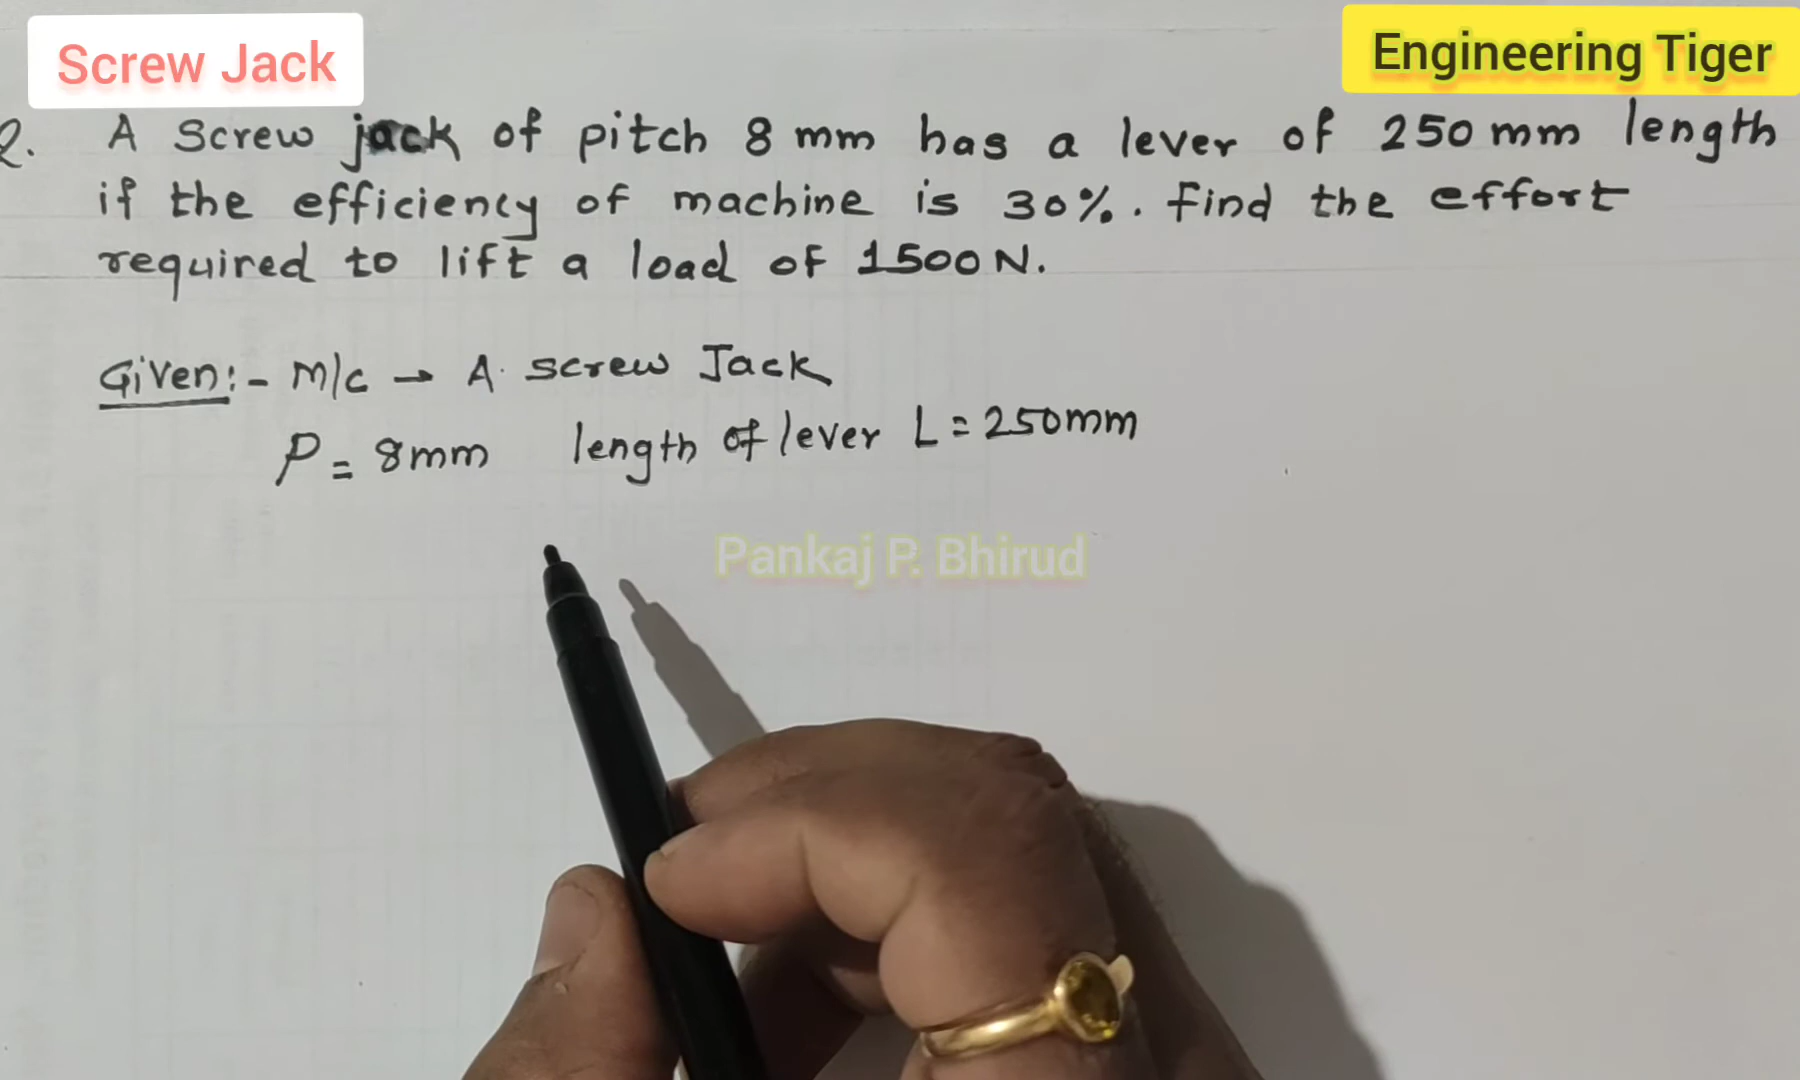 Screw Jack
Engineering Tiger
Q. A screw jack of pitch 8 mm has a lever of 250 mm length
if the efficiency of machine is 30%. find the effort
required to lift a load of 1500 N.
Given:- M/c → A screw Jack
P = 8mm length of lever L = 250mm
Pankaj P. Bhirud